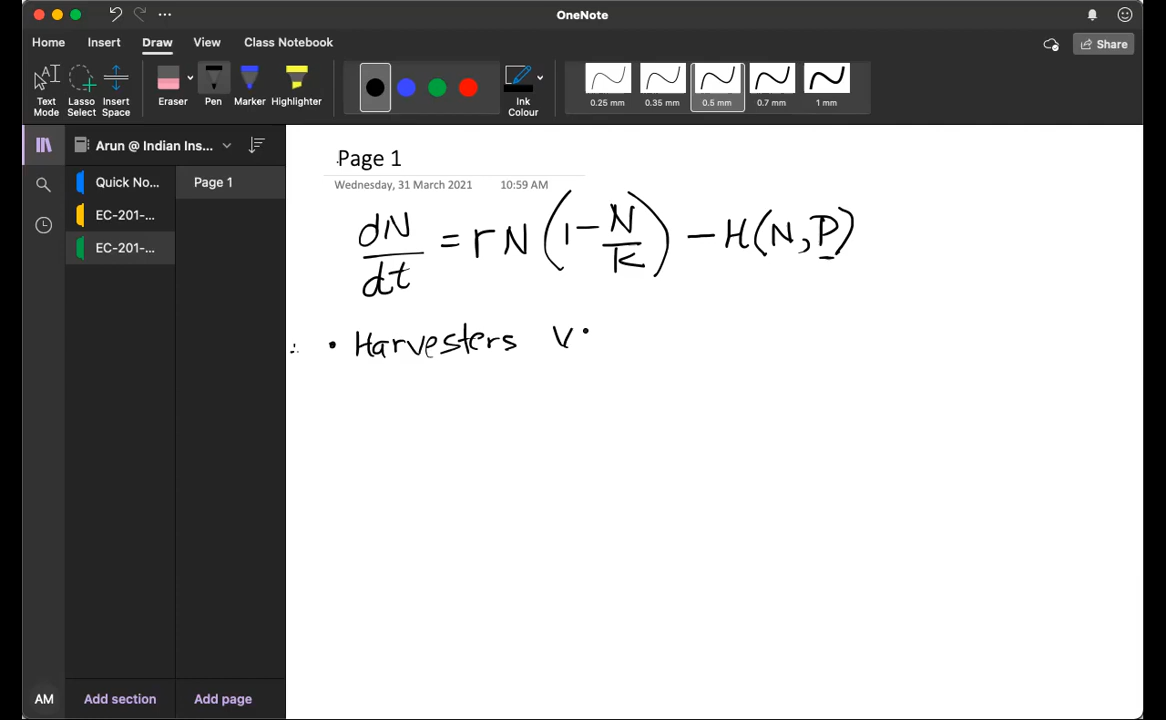 OneNote
Home Insert Draw View Class Notebook
Share
Text Mode
Lasso Select
Insert Space
Eraser
Pen
Marker
Highlighter
Ink Colour
0.25 mm 0.35 mm 0.5 mm 0.7 mm 1 mm
Arun @ Indian Ins...
Quick No...
EC-201-...
EC-201-...
Page 1
Page 1
Wednesday, 31 March 2021 10:59 AM
dN/dt = rN(1 - N/K) - H(N, P)
• Harvesters
AM
Add section
Add page